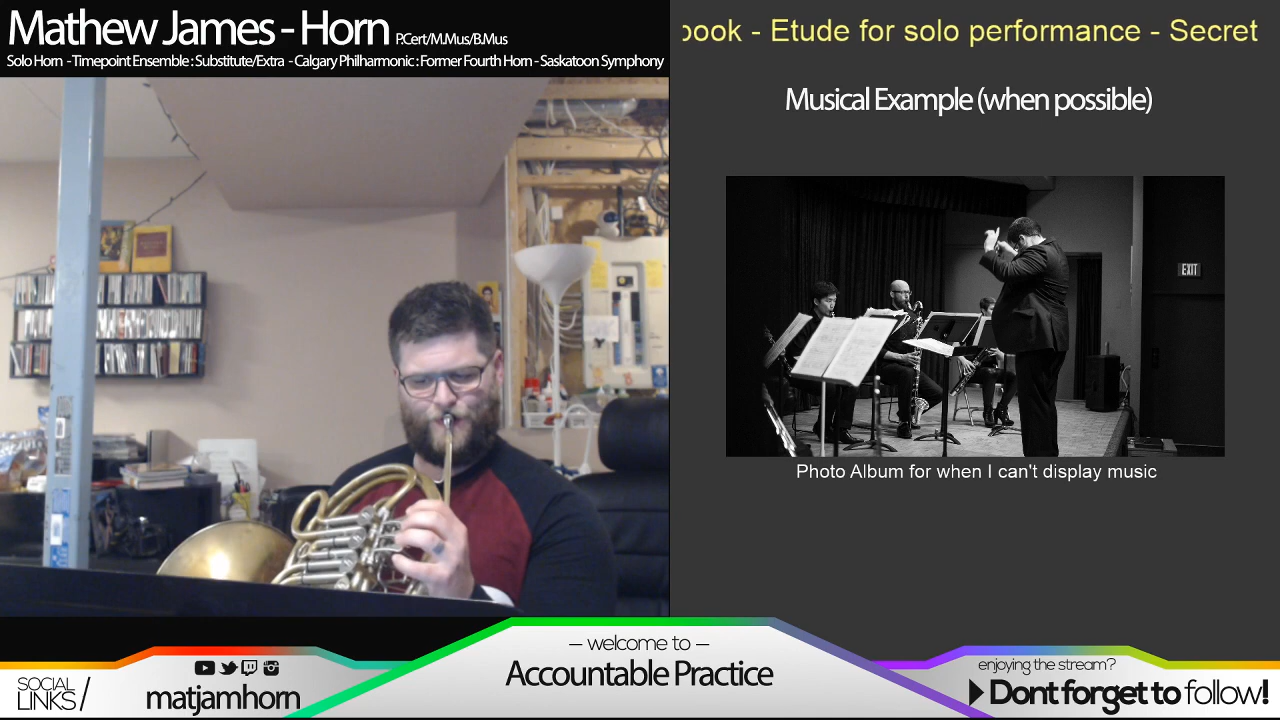 Mathew James - Horn P.Cert/M.Mus/B.Mus
Solo Horn - Timepoint Ensemble : Substitute/Extra - Calgary Philharmonic : Former Fourth Horn - Saskatoon Symphony
book - Etude for solo performance - Secret
Musical Example (when possible)
EXIT
Photo Album for when I can't display music
— welcome to —
Accountable Practice
SOCIAL
LINKS /
matjamhorn
enjoying the stream?
Dont forget to follow!